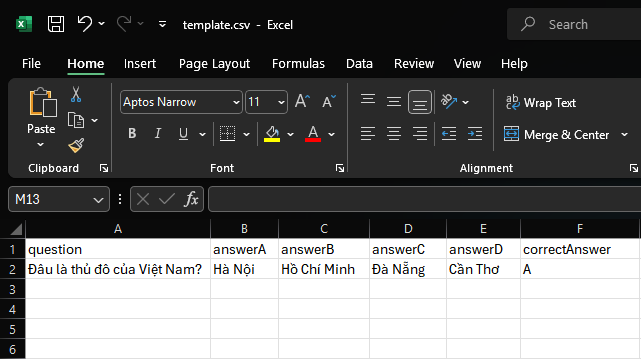 template.csv - Excel
Search
File Home Insert Page Layout Formulas Data Review View Help
Paste
Aptos Narrow 11 A A
B I U A
ab Wrap Text
Merge & Center
Clipboard Font Alignment
M13 fx
A B C D E F
1 question answerA answerB answerC answerD correctAnswer
2 Đâu là thủ đô của Việt Nam? Hà Nội Hồ Chí Minh Đà Nẵng Cần Thơ A
3
4
5
6